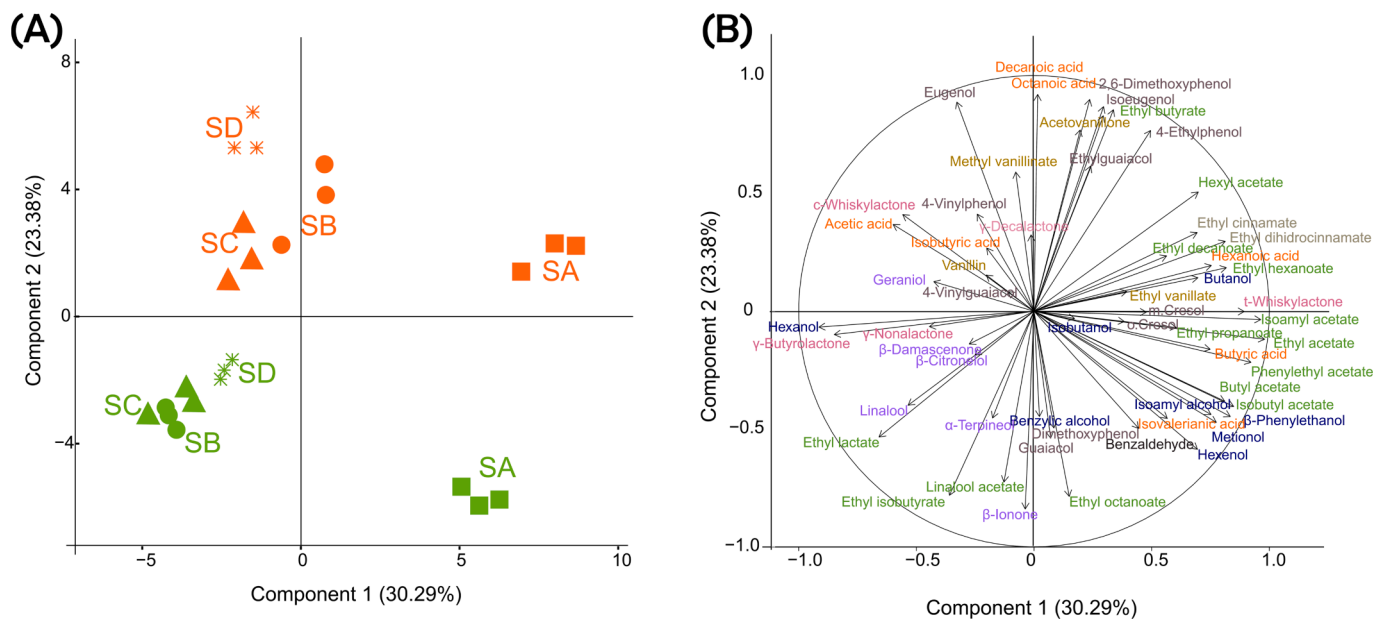 (A)
8
4
0
−4
−5
0
5
10
Component 2 (23.38%)
Component 1 (30.29%)
SD
SB
SC
SA
SD
SC
SB
SA
(B)
1.0
0.5
0
−0.5
−1.0
−1.0
−0.5
0
0.5
1.0
Component 2 (23.38%)
Component 1 (30.29%)
Decanoic acid
Octanoic acid
2,6-Dimethoxyphenol
Eugenol
Isoeugenol
Ethyl butyrate
Acetovanillone
4-Ethylphenol
Methyl vanillinate
Ethylguaiacol
Hexyl acetate
c-Whiskylactone
4-Vinylphenol
Acetic acid
γ-Decalactone
Ethyl cinnamate
Ethyl dihidrocinnamate
Isobutyric acid
Ethyl decanoate
Hexanoic acid
Vanillin
Ethyl hexanoate
Geraniol
Butanol
4-Vinylguaiacol
Ethyl vanillate
t-Whiskylactone
m.Cresol
Isoamyl acetate
Hexanol
Isobutanol
o.Cresol
γ-Nonalactone
Ethyl propanoate
γ-Butyrolactone
Ethyl acetate
β-Damascenone
Butyric acid
β-Citronelol
Phenylethyl acetate
Butyl acetate
Linalool
Isoamyl alcohol
Isobutyl acetate
α-Terpineol
Benzylic alcohol
Isovalerianic acid
β-Phenylethanol
Dimethoxyphenol
Metionol
Ethyl lactate
Guaiacol
Benzaldehyde
Hexenol
Linalool acetate
Ethyl isobutyrate
Ethyl octanoate
β-Ionone